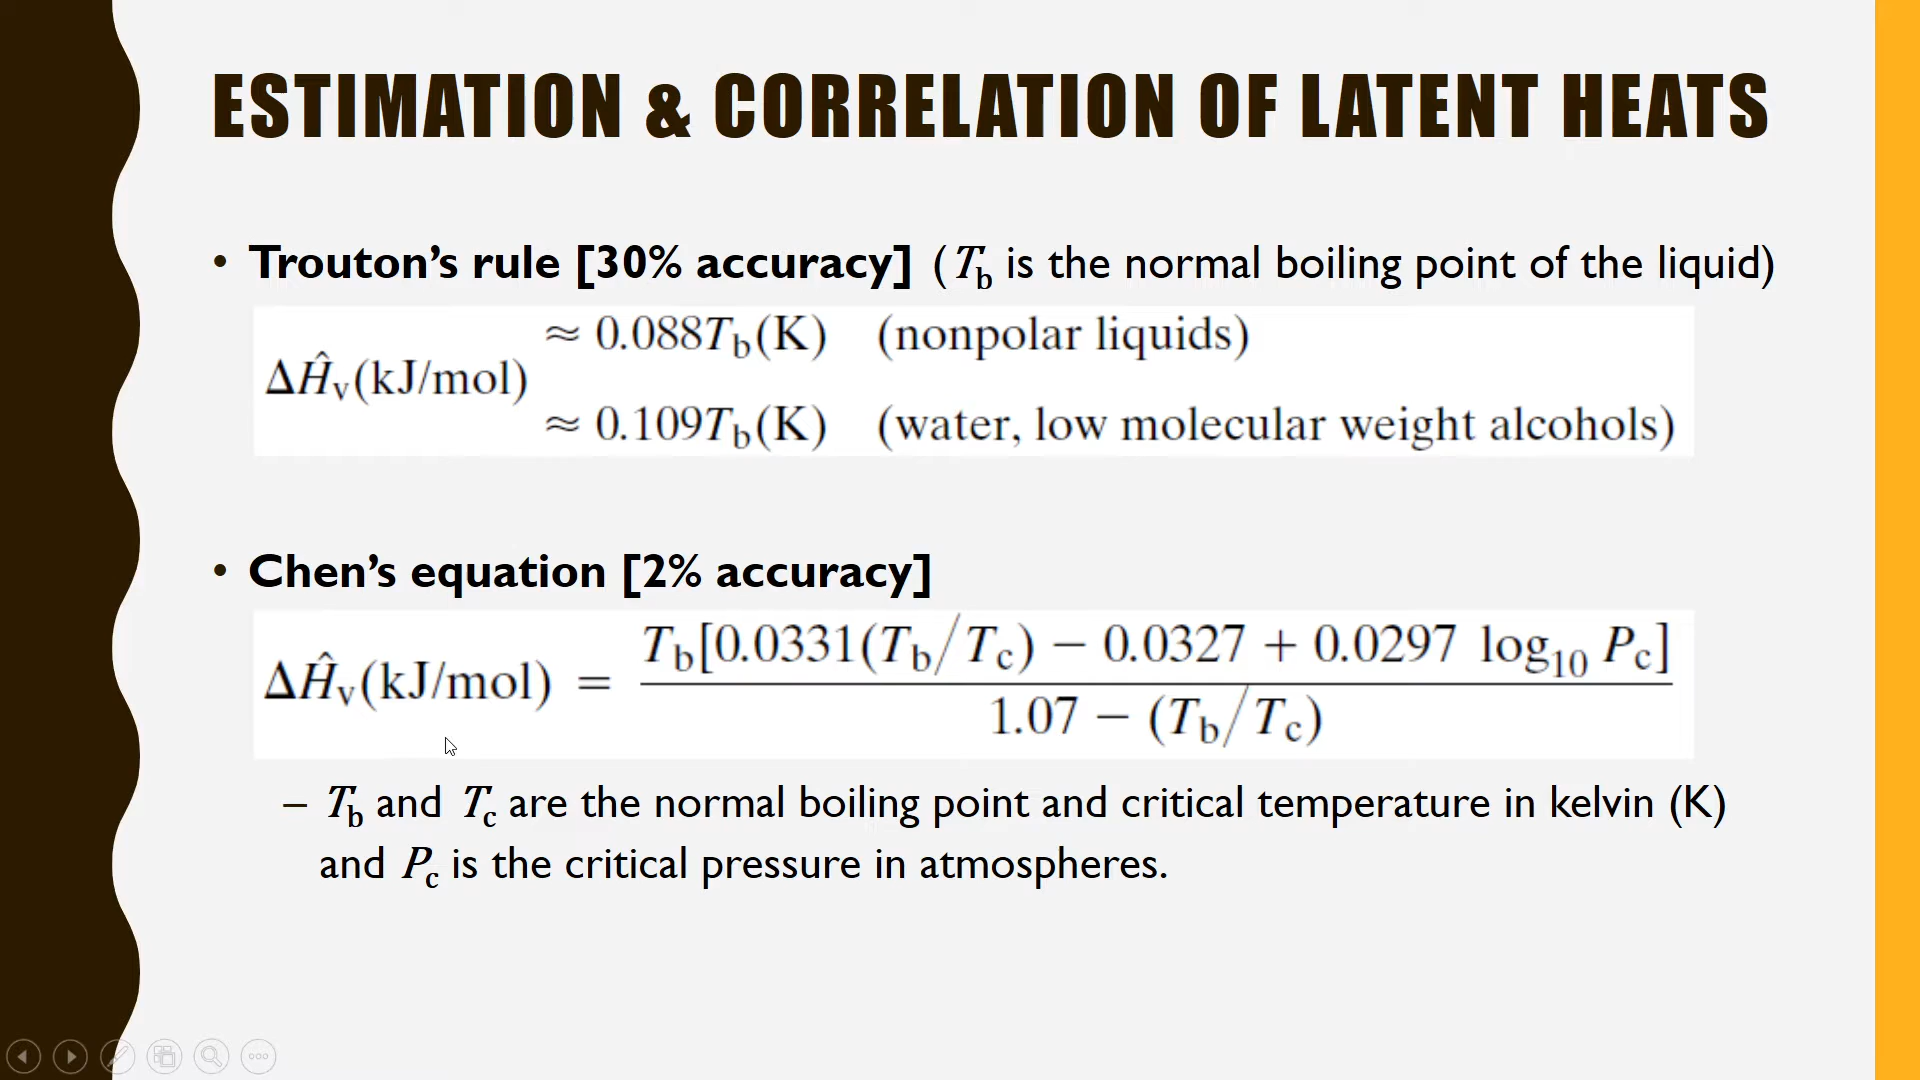 ESTIMATION & CORRELATION OF LATENT HEATS
• Trouton’s rule [30% accuracy] (T_b is the normal boiling point of the liquid)
≈ 0.088T_b(K) (nonpolar liquids)
ΔĤ_v(kJ/mol)
≈ 0.109T_b(K) (water, low molecular weight alcohols)
• Chen’s equation [2% accuracy]
ΔĤ_v(kJ/mol) = T_b[0.0331(T_b/T_c) − 0.0327 + 0.0297 log₁₀ P_c]
1.07 − (T_b/T_c)
– T_b and T_c are the normal boiling point and critical temperature in kelvin (K)
and P_c is the critical pressure in atmospheres.